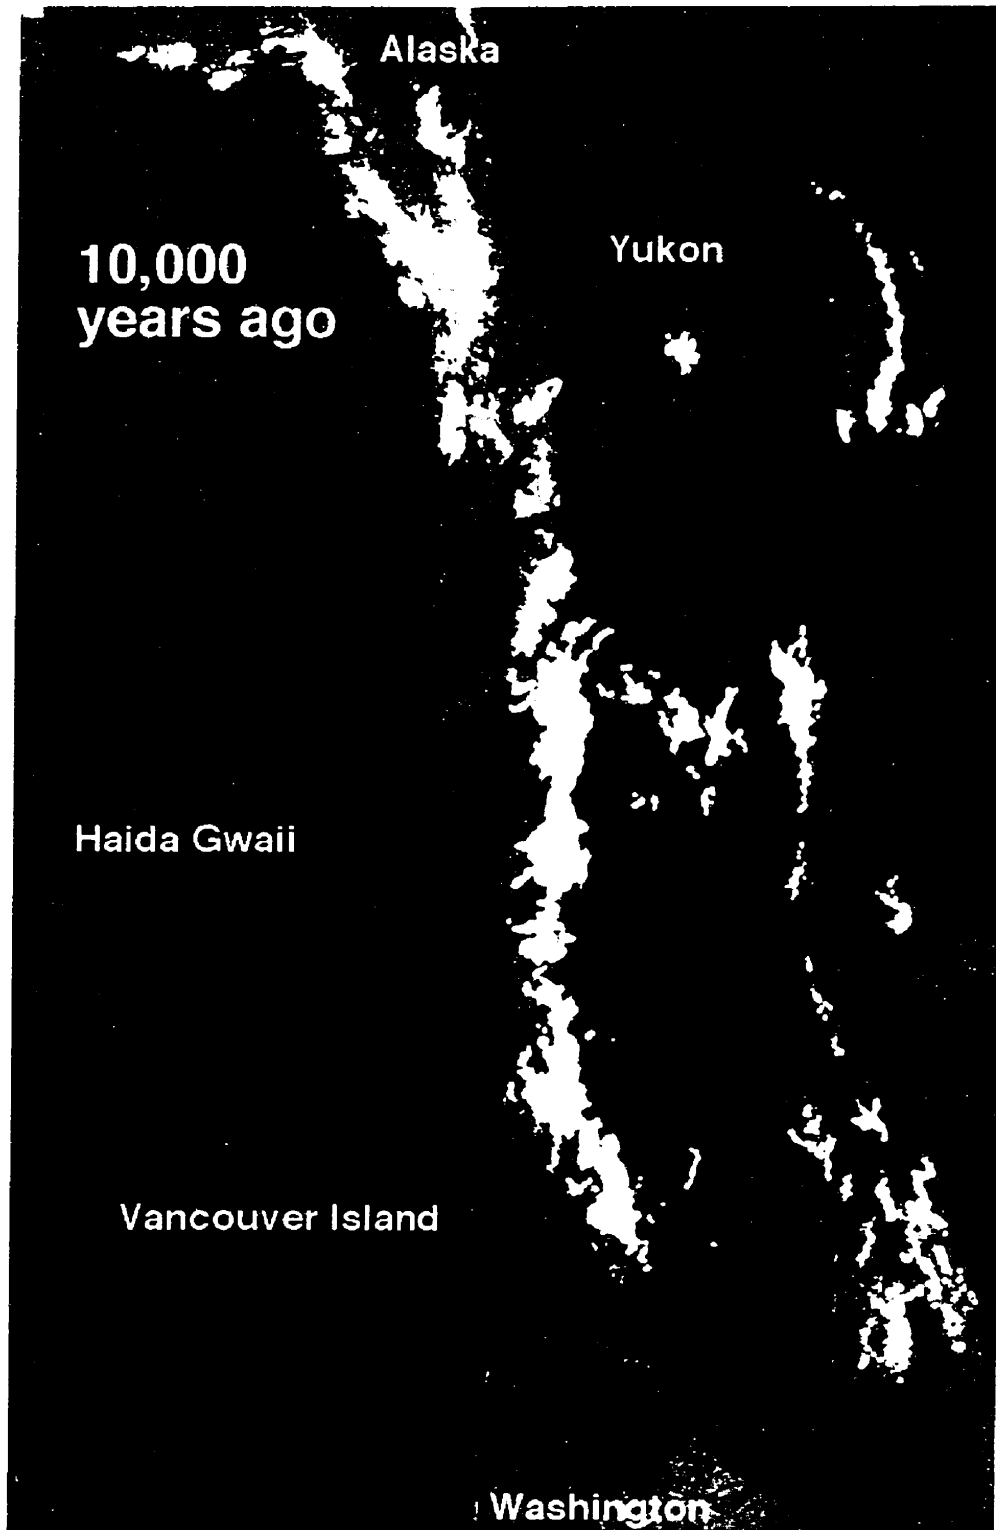 Alaska
Yukon
10,000
years ago
Haida Gwaii
Vancouver Island
Washington